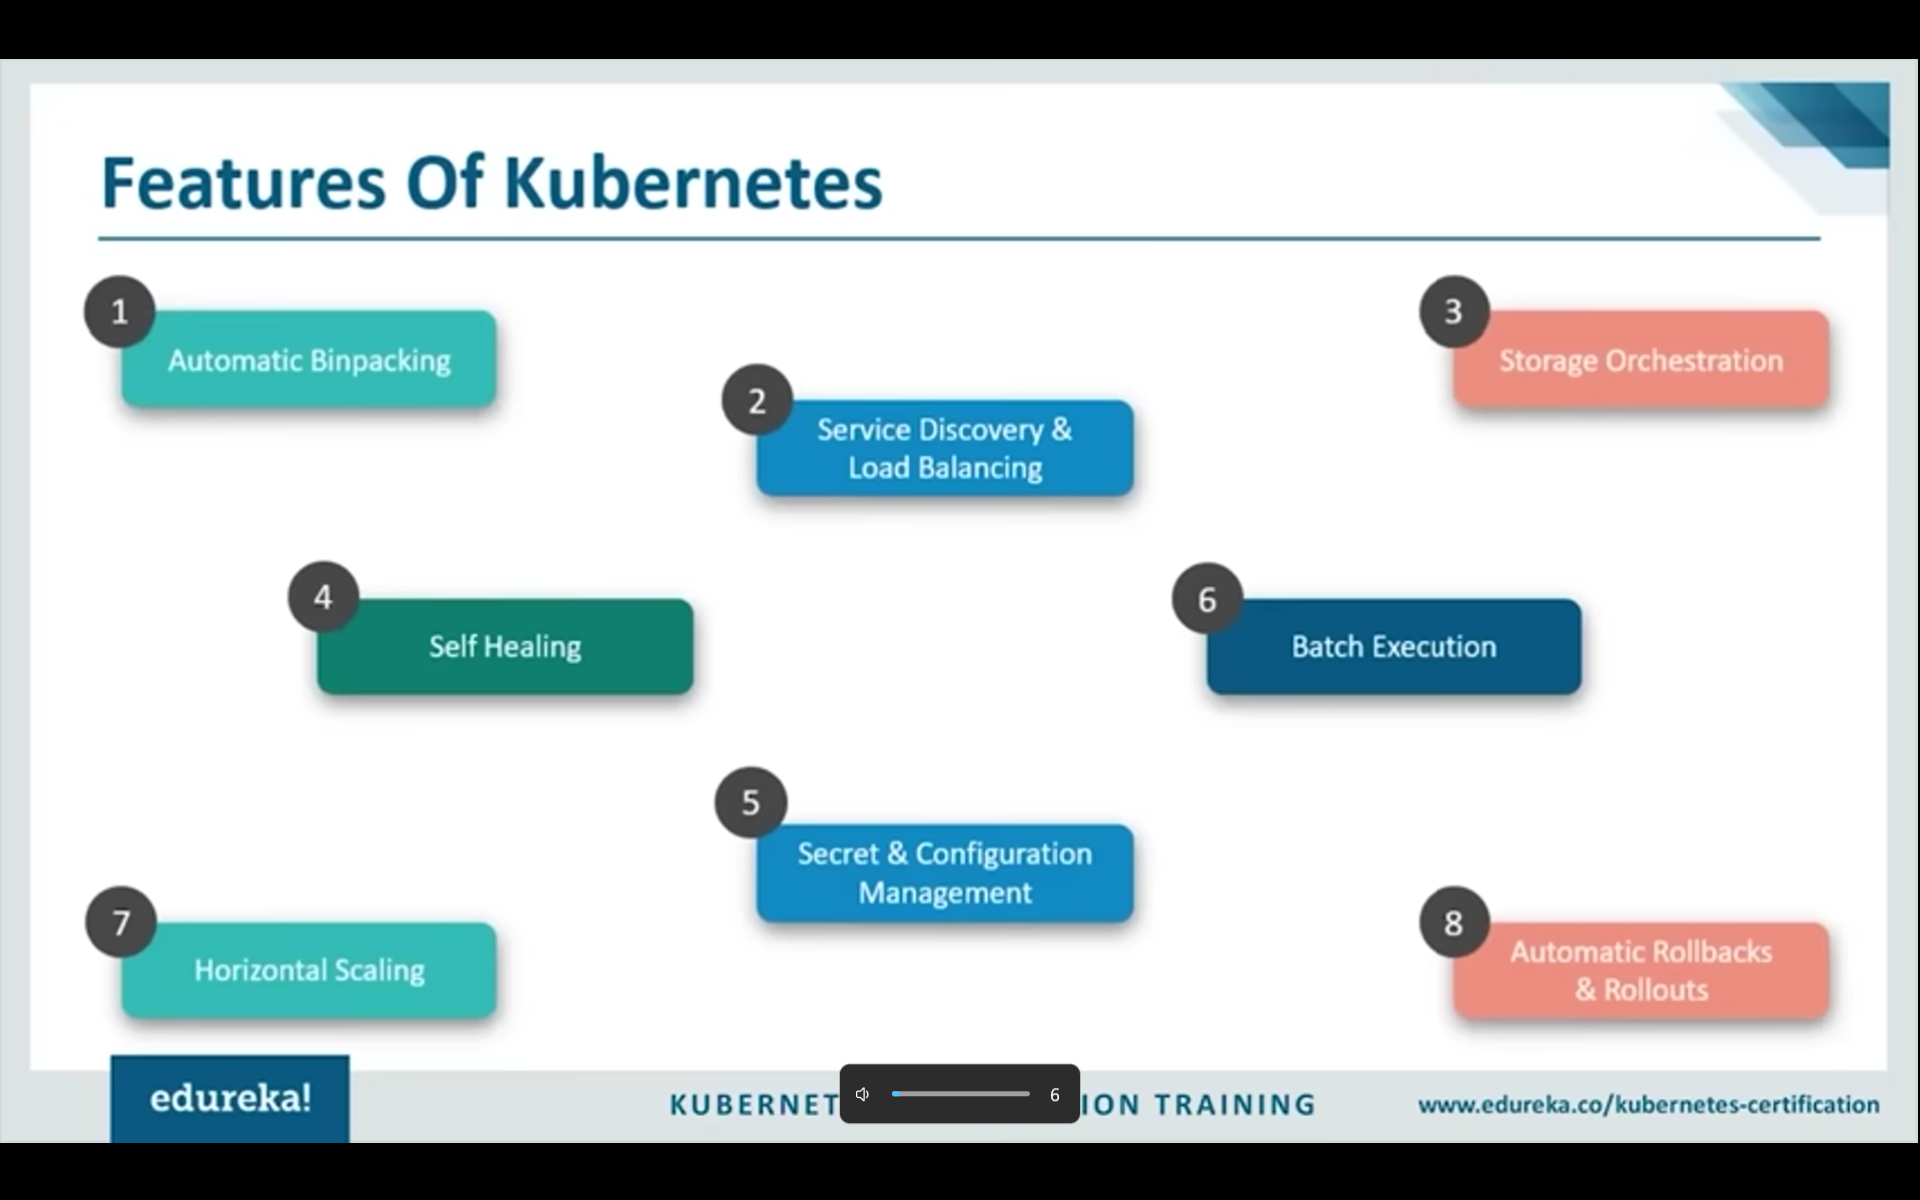 Features Of Kubernetes
1
Automatic Binpacking
2
Service Discovery &
Load Balancing
3
Storage Orchestration
4
Self Healing
5
Secret & Configuration
Management
6
Batch Execution
7
Horizontal Scaling
8
Automatic Rollbacks
& Rollouts
edureka!
KUBERNET
ION TRAINING
6
www.edureka.co/kubernetes-certification